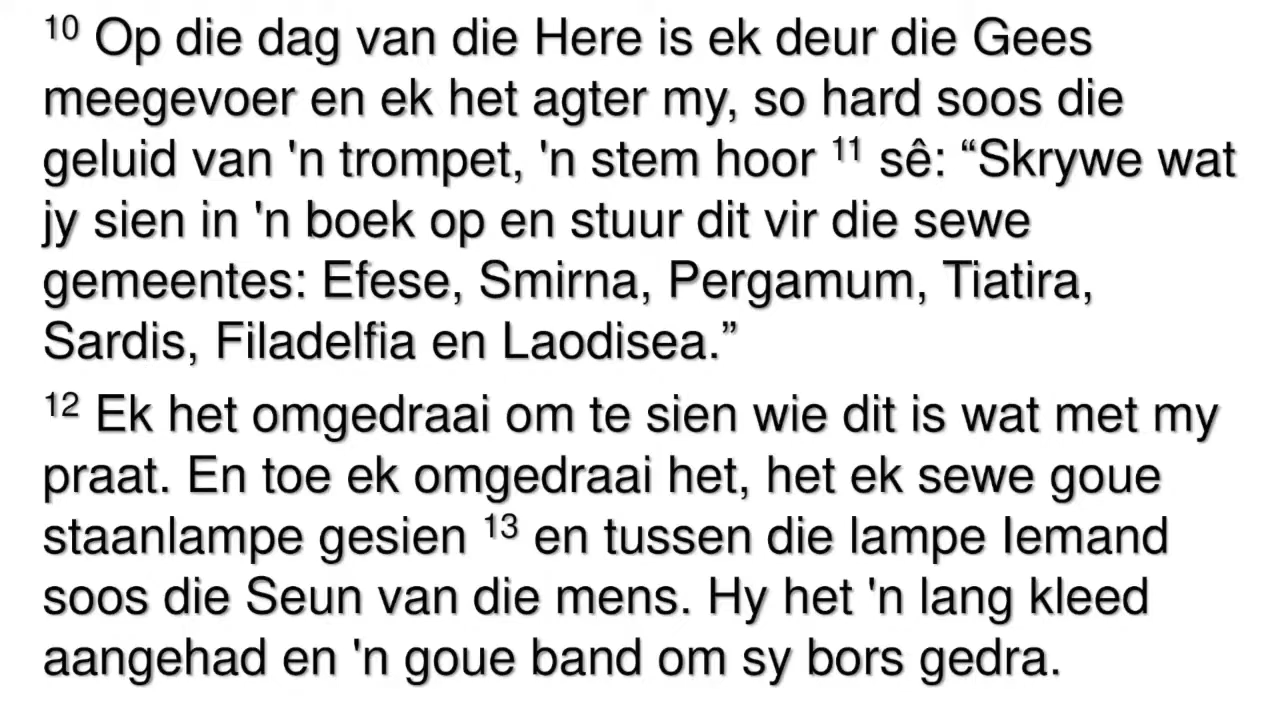 10 Op die dag van die Here is ek deur die Gees
meegevoer en ek het agter my, so hard soos die
geluid van 'n trompet, 'n stem hoor 11 sê: “Skrywe wat
jy sien in 'n boek op en stuur dit vir die sewe
gemeentes: Efese, Smirna, Pergamum, Tiatira,
Sardis, Filadelfia en Laodisea.”
12 Ek het omgedraai om te sien wie dit is wat met my
praat. En toe ek omgedraai het, het ek sewe goue
staanlampe gesien 13 en tussen die lampe Iemand
soos die Seun van die mens. Hy het 'n lang kleed
aangehad en 'n goue band om sy bors gedra.